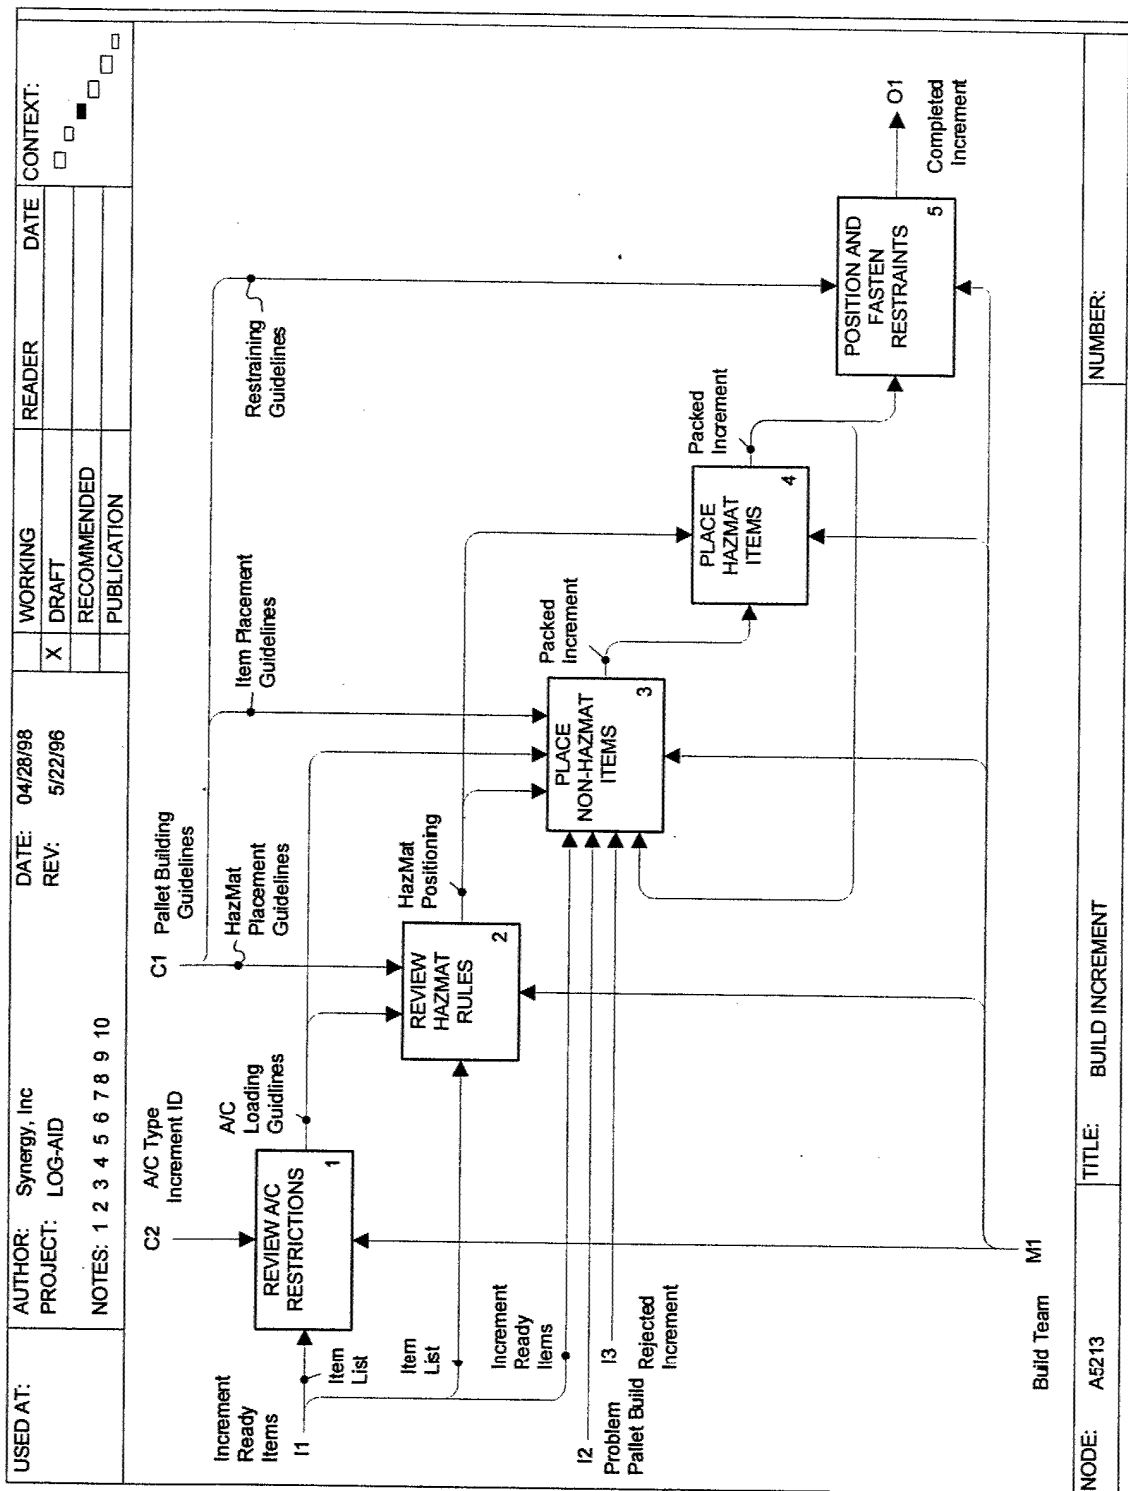 USED AT:
AUTHOR: Synergy, Inc
PROJECT: LOG-AID
NOTES: 1 2 3 4 5 6 7 8 9 10
DATE: 04/28/98
REV: 5/22/96
WORKING
X DRAFT
RECOMMENDED
PUBLICATION
READER DATE
CONTEXT:
C2
A/C Type
Increment ID
C1
Pallet Building
Guidelines
HazMat
Placement
Guidelines
Item Placement
Guidelines
Restraining
Guidelines
Increment
Ready
Items
I1
Item
List
REVIEW A/C
RESTRICTIONS
1
A/C
Loading
Guidlines
Item
List
REVIEW
HAZMAT
RULES
2
HazMat
Positioning
Increment
Ready
Items
I2
Problem
Pallet Build
I3
Rejected
Increment
PLACE
NON-HAZMAT
ITEMS
3
Packed
Increment
PLACE
HAZMAT
ITEMS
4
Packed
Increment
POSITION AND
FASTEN
RESTRAINTS
5
O1
Completed
Increment
Build Team
M1
NODE: A5213
TITLE: BUILD INCREMENT
NUMBER: